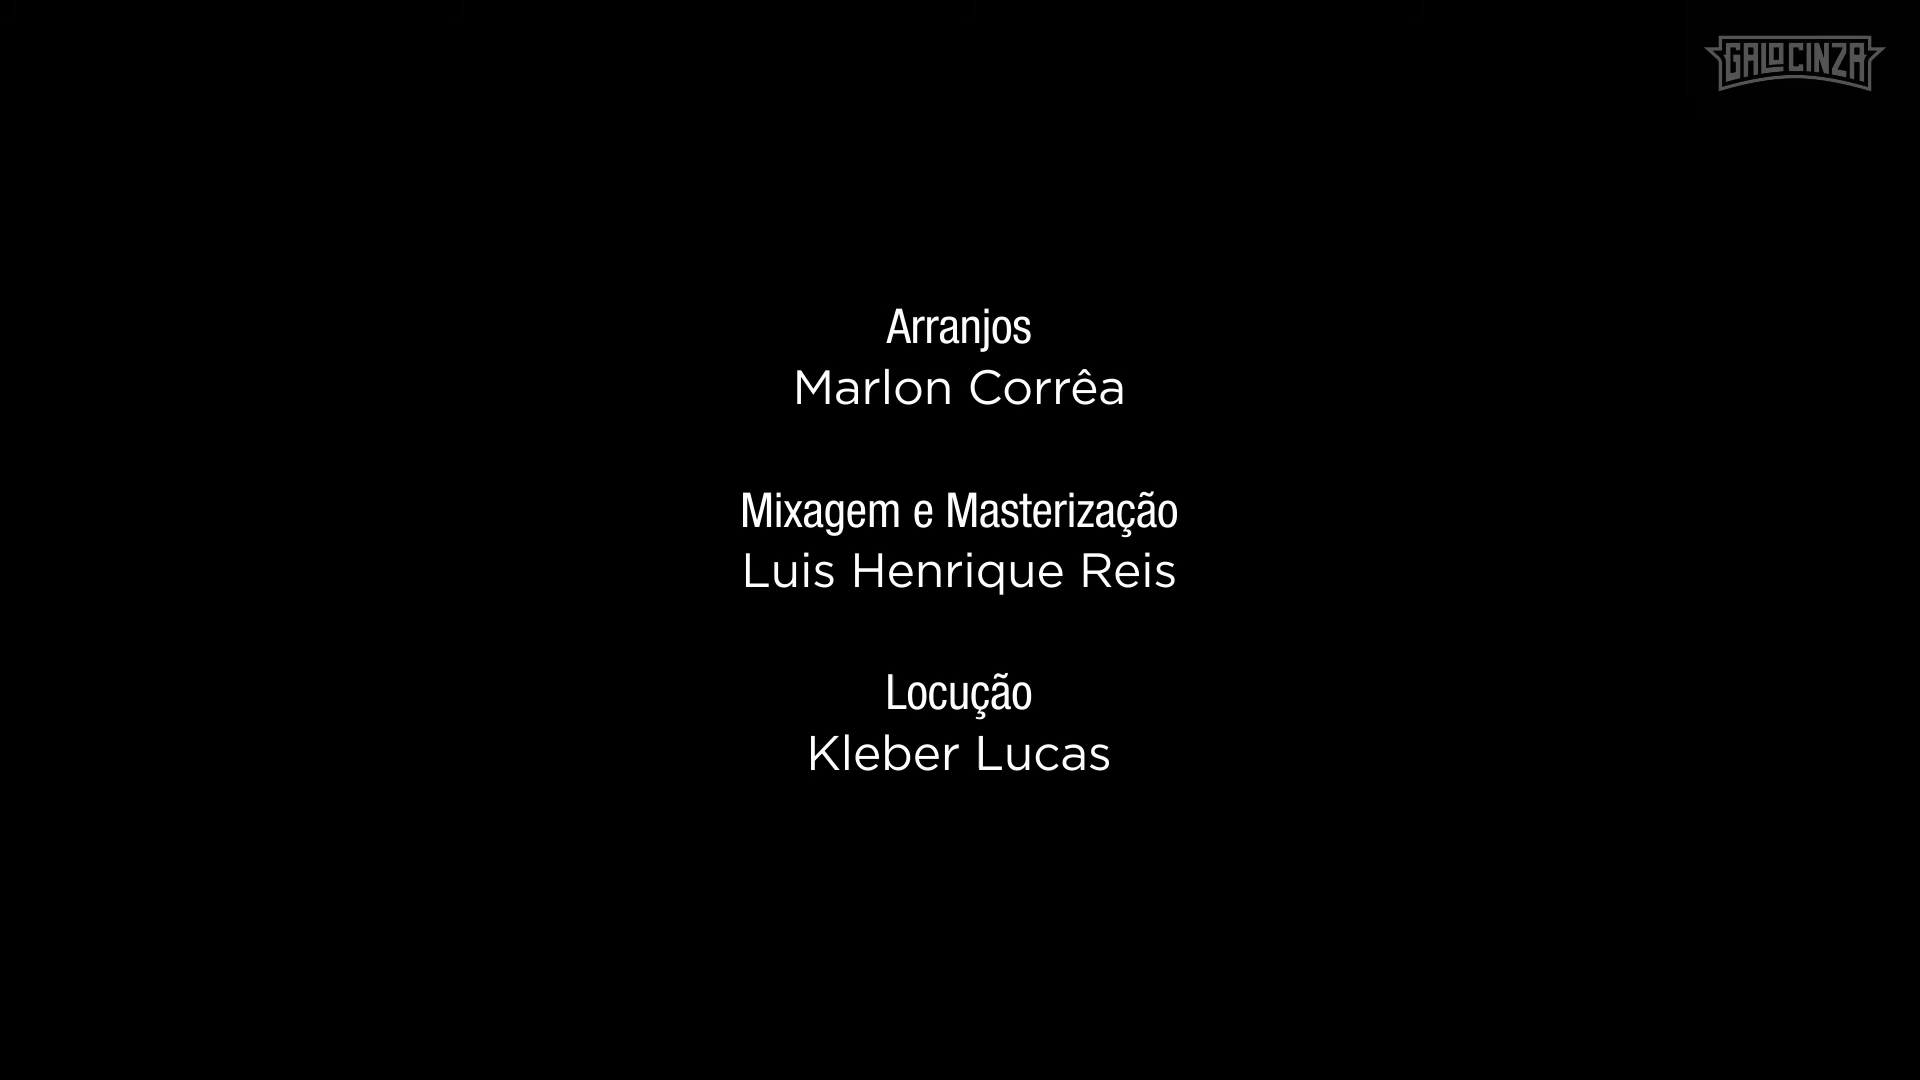 GALO CINZA
Arranjos
Marlon Corrêa
Mixagem e Masterização
Luis Henrique Reis
Locução
Kleber Lucas